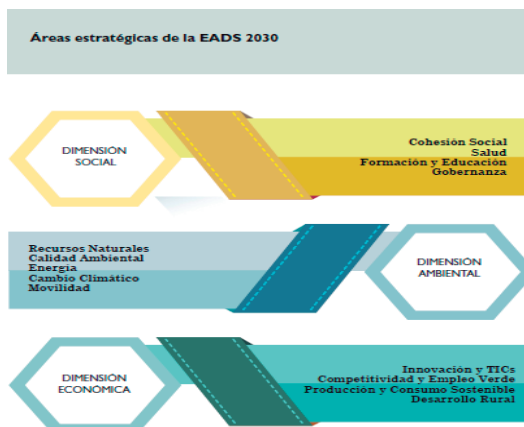 Áreas estratégicas de la EADS 2030
DIMENSIÓN
SOCIAL
Cohesión Social
Salud
Formación y Educación
Gobernanza
Recursos Naturales
Calidad Ambiental
Energía
Cambio Climático
Movilidad
DIMENSIÓN
AMBIENTAL
DIMENSIÓN
ECONÓMICA
Innovación y TICs
Competitividad y Empleo Verde
Producción y Consumo Sostenible
Desarrollo Rural